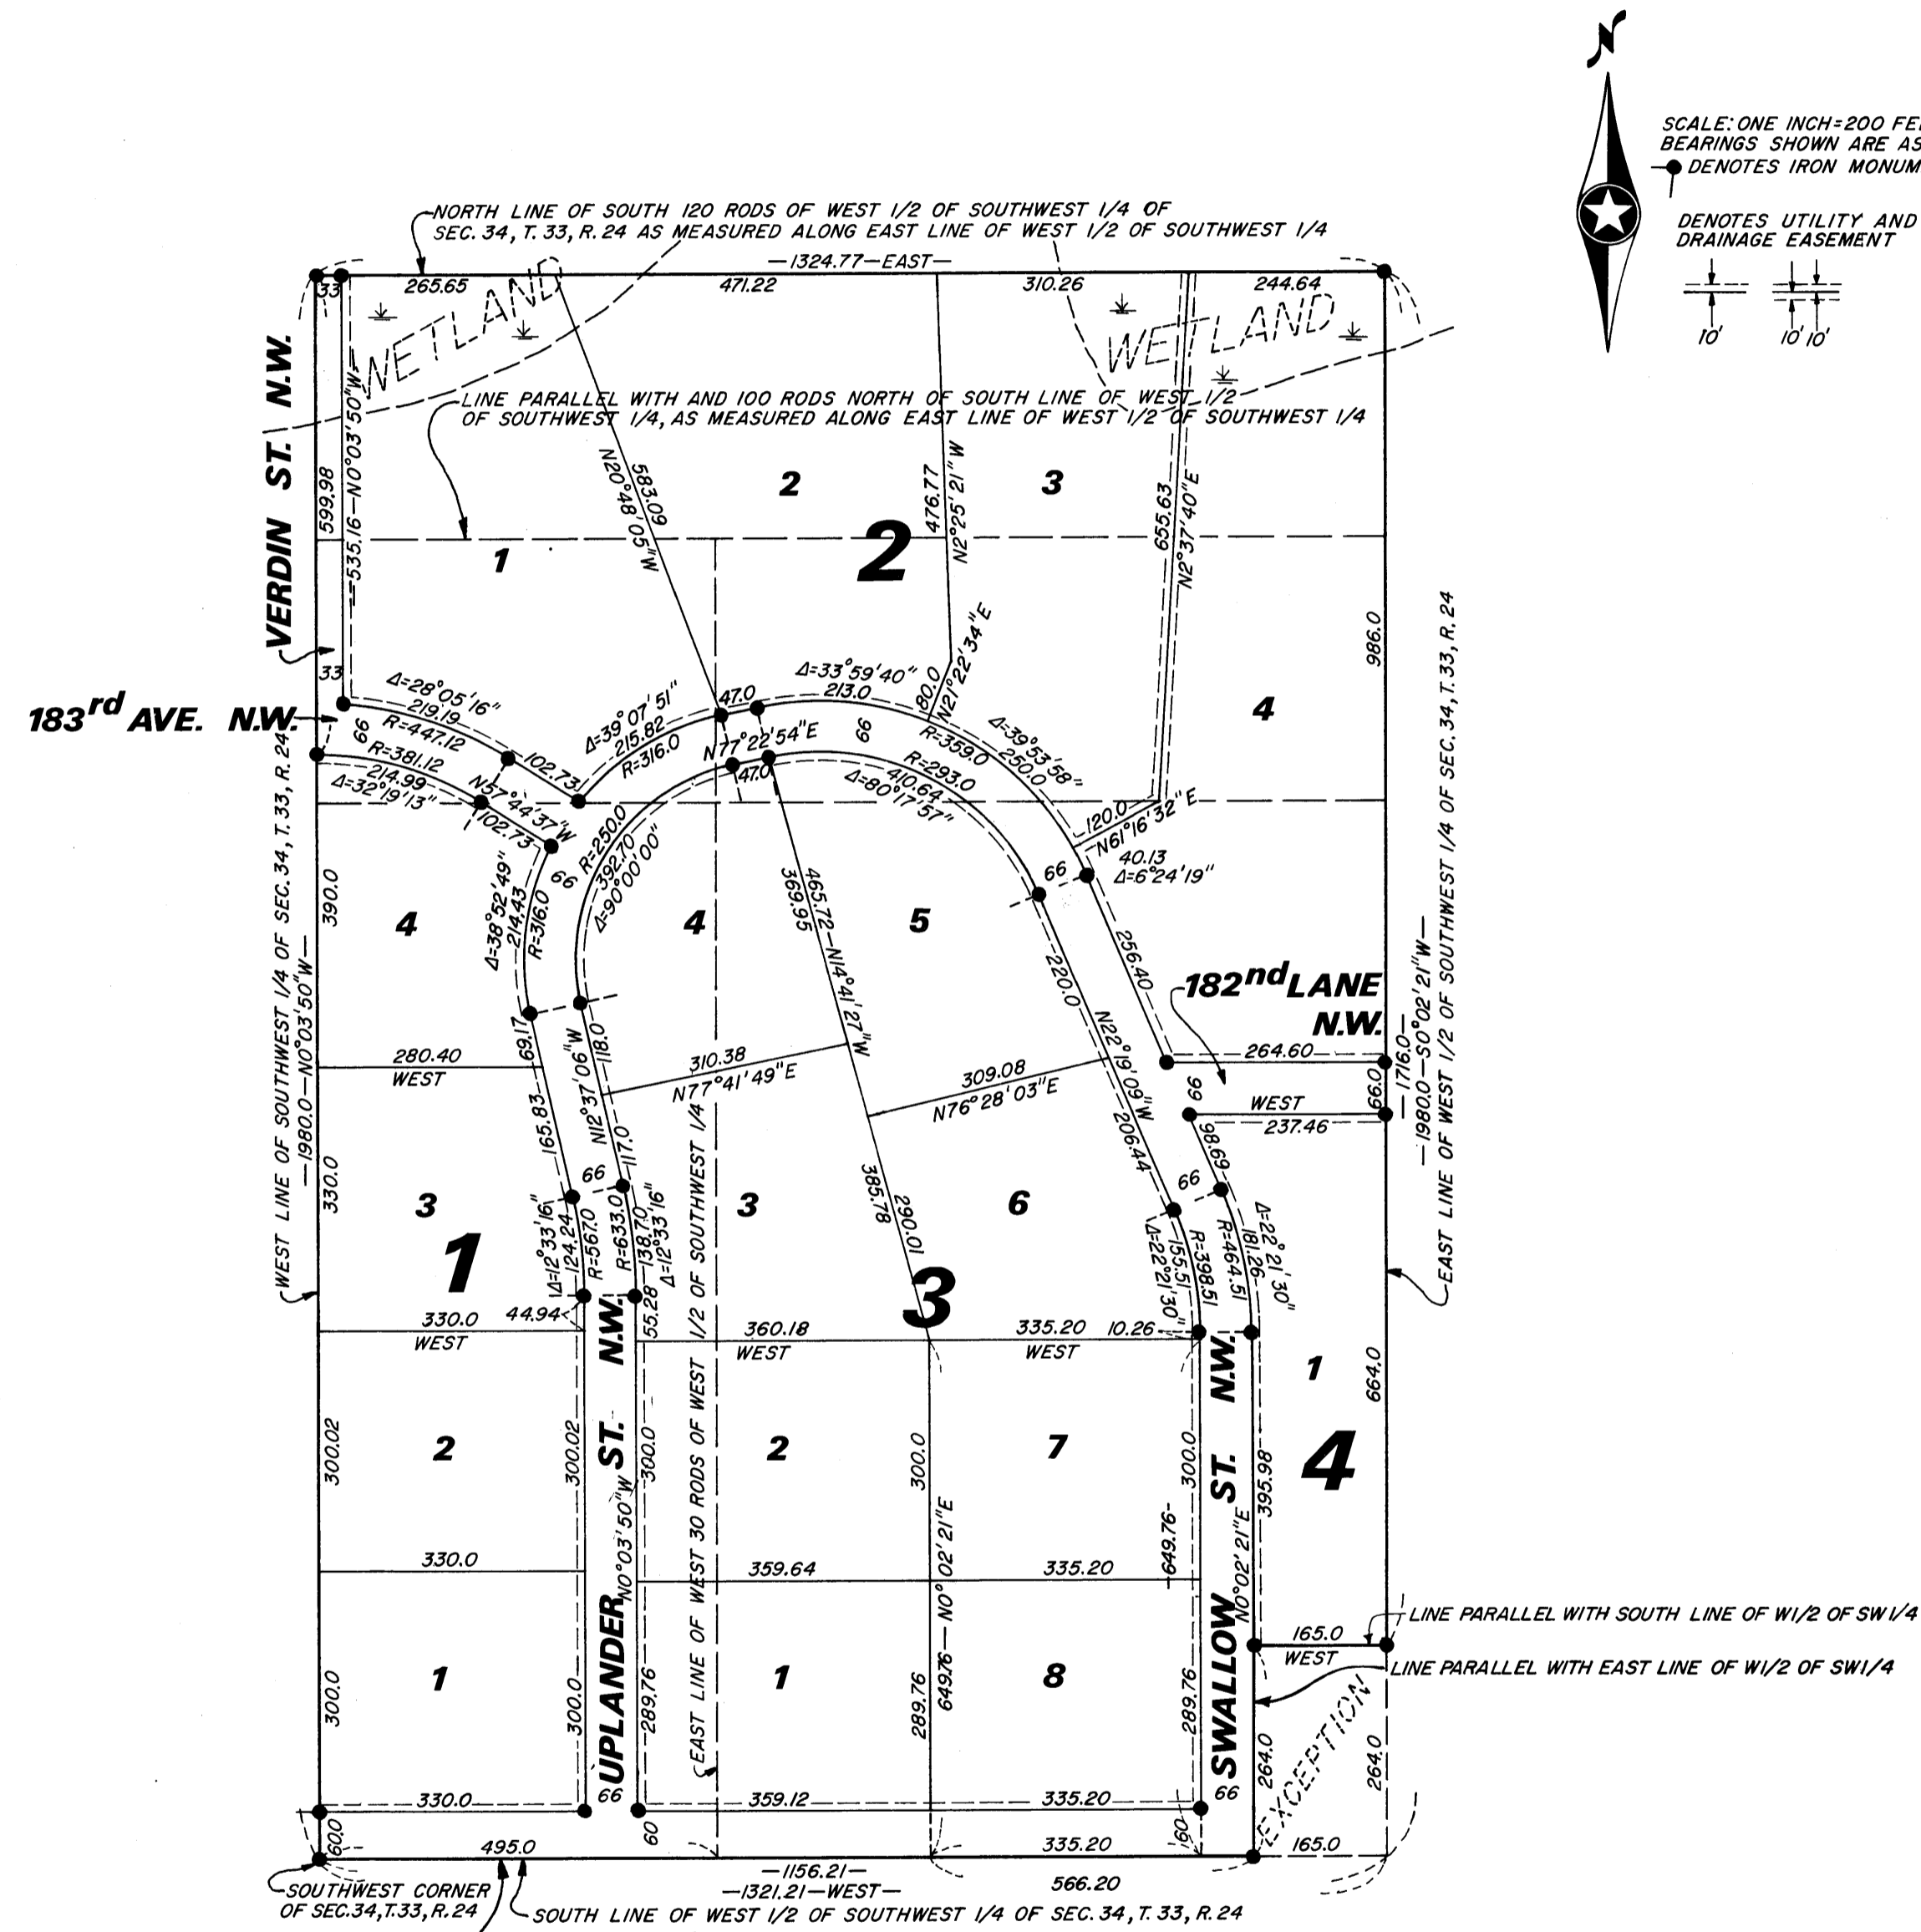 N
SCALE: ONE INCH=200 FE
BEARINGS SHOWN ARE AS
DENOTES IRON MONUM
DENOTES UTILITY AND
DRAINAGE EASEMENT
10'
10' 10'
NORTH LINE OF SOUTH 120 RODS OF WEST 1/2 OF SOUTHWEST 1/4 OF
SEC. 34, T. 33, R. 24 AS MEASURED ALONG EAST LINE OF WEST 1/2 OF SOUTHWEST 1/4
—1324.77—EAST—
33
265.65
471.22
310.26
244.64
WETLAND
WETLAND
LINE PARALLEL WITH AND 100 RODS NORTH OF SOUTH LINE OF WEST 1/2
OF SOUTHWEST 1/4, AS MEASURED ALONG EAST LINE OF WEST 1/2 OF SOUTHWEST 1/4
VERDIN ST. N.W.
599.98
—535.16—N0°03'50"W—
583.09
N20°48'05"W
476.77
N2°25'21"W
655.63
N2°37'40"E
986.0
1
2
3
2
4
33
183rd AVE. N.W.
66
Δ=28°05'16"
219.19
R=447.12
R=381.12
214.99
Δ=32°19'13"
102.73
N57°44'37"W
102.73
Δ=39°07'51"
215.82
R=316.0
47.0
N77°22'54"E
47.0
Δ=33°59'40"
213.0
66
80.0
N21°22'34"E
R=359.0
Δ=39°53'58"
250.0
R=293.0
410.64
Δ=80°17'57"
120.0
N61°16'32"E
40.13
Δ=6°24'19"
66
R=250.0
392.70
Δ=90°00'00"
66
Δ=38°52'49"
214.43
R=316.0
390.0
4
4
5
465.72—N14°41'27"W
369.95
220.0
N22°19'09"W
206.44
256.40
182nd LANE
N.W.
264.60
66
66.0
WEST
237.46
98.69
66
WEST LINE OF SOUTHWEST 1/4 OF SEC. 34, T. 33, R. 24
—1980.0—N0°03'50"W—
EAST LINE OF WEST 1/2 OF SOUTHWEST 1/4 OF SEC. 34, T. 33, R. 24
—1716.0—
—1980.0—S0°02'21"W—
280.40
WEST
69.17
118.0
310.38
N77°41'49"E
309.08
N76°28'03"E
330.0
165.83
N12°37'06"W
117.0
66
3
3
6
385.78
290.01
Δ=12°33'16"
124.24
R=567.0
R=633.0
138.70
Δ=12°33'16"
Δ=22°21'30"
155.51
R=398.51
R=464.51
181.26
Δ=22°21'30"
1
3
330.0
WEST
44.94
55.28
360.18
WEST
335.20
10.26
WEST
1
664.0
4
300.02
2
300.02
UPLANDER ST. N.W.
N0°03'50"W
300.0
EAST LINE OF WEST 30 RODS OF WEST 1/2 OF SOUTHWEST 1/4
2
300.0
649.76—N0°02'21"E
7
300.0
—649.76—
SWALLOW ST. N.W.
N0°02'21"E
395.98
330.0
359.64
335.20
300.0
1
300.0
289.76
1
289.76
8
289.76
165.0
WEST
LINE PARALLEL WITH SOUTH LINE OF W1/2 OF SW1/4
LINE PARALLEL WITH EAST LINE OF W1/2 OF SW1/4
264.0
EXCEPTION
264.0
330.0
66
359.12
335.20
66
60.0
60
60
495.0
335.20
165.0
—1156.21—
—1321.21—WEST—
566.20
SOUTHWEST CORNER
OF SEC.34,T.33,R.24
SOUTH LINE OF WEST 1/2 OF SOUTHWEST 1/4 OF SEC. 34, T. 33, R. 24